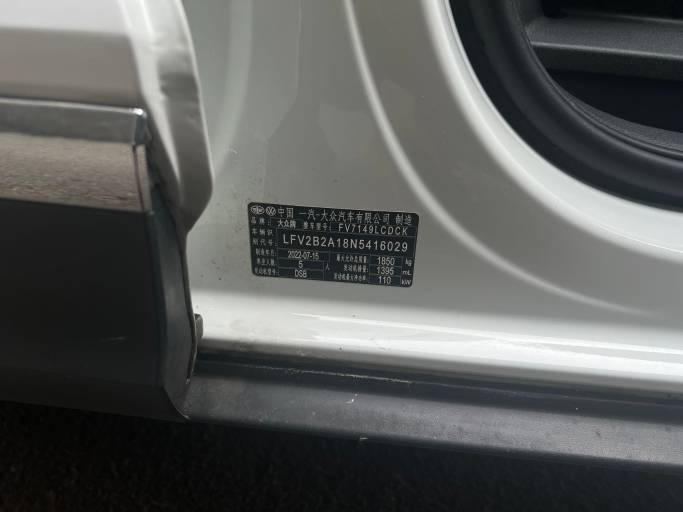 中国 一汽-大众汽车有限公司 制造
品牌: 大众牌 整车型号: FV7149LCDCK
车辆识别代号: LFV2B2A18N5416029
制造年月: 2022-07-15 最大允许总质量: 1850 kg
乘坐人数: 5 人 发动机排量: 1395 mL
发动机型号: DSB 发动机最大净功率: 110 kW